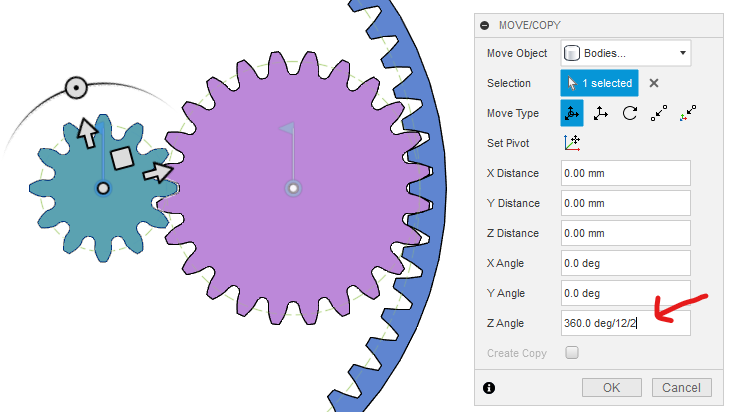 MOVE/COPY
Move Object Bodies...
Selection 1 selected
Move Type
Set Pivot
X Distance 0.00 mm
Y Distance 0.00 mm
Z Distance 0.00 mm
X Angle 0.0 deg
Y Angle 0.0 deg
Z Angle 360.0 deg/12/2
Create Copy
OK Cancel